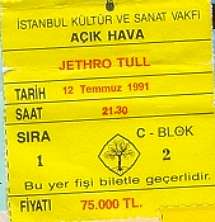 İSTANBUL KÜLTÜR VE SANAT VAKFI
AÇIK HAVA
JETHRO TULL
TARİH 12 Temmuz 1991
SAAT 21.30
SIRA C - BLOK
1 2
Bu yer fişi biletle geçerlidir.
FİYATI 75.000 TL.